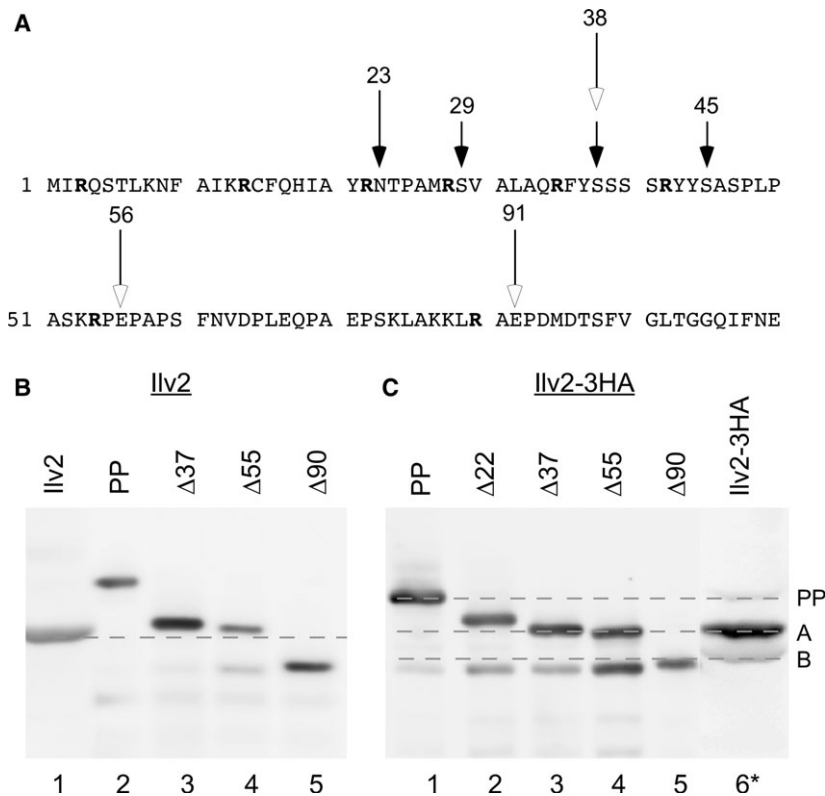 A
38
23
29
45
1 MIRQSTLKNF AIKRCFQHIA YRNTPAMRSV ALAQRFYSSS SRYYSASPLP
56
91
51 ASKRPEPAPS FNVDPLEQPA EPSKLAKKLR AEPDMDTSFV GLTGGQIFNE
B
Ilv2
C
Ilv2-3HA
Ilv2 PP Δ37 Δ55 Δ90
PP Δ22 Δ37 Δ55 Δ90 Ilv2-3HA
PP
A
B
1 2 3 4 5
1 2 3 4 5 6*